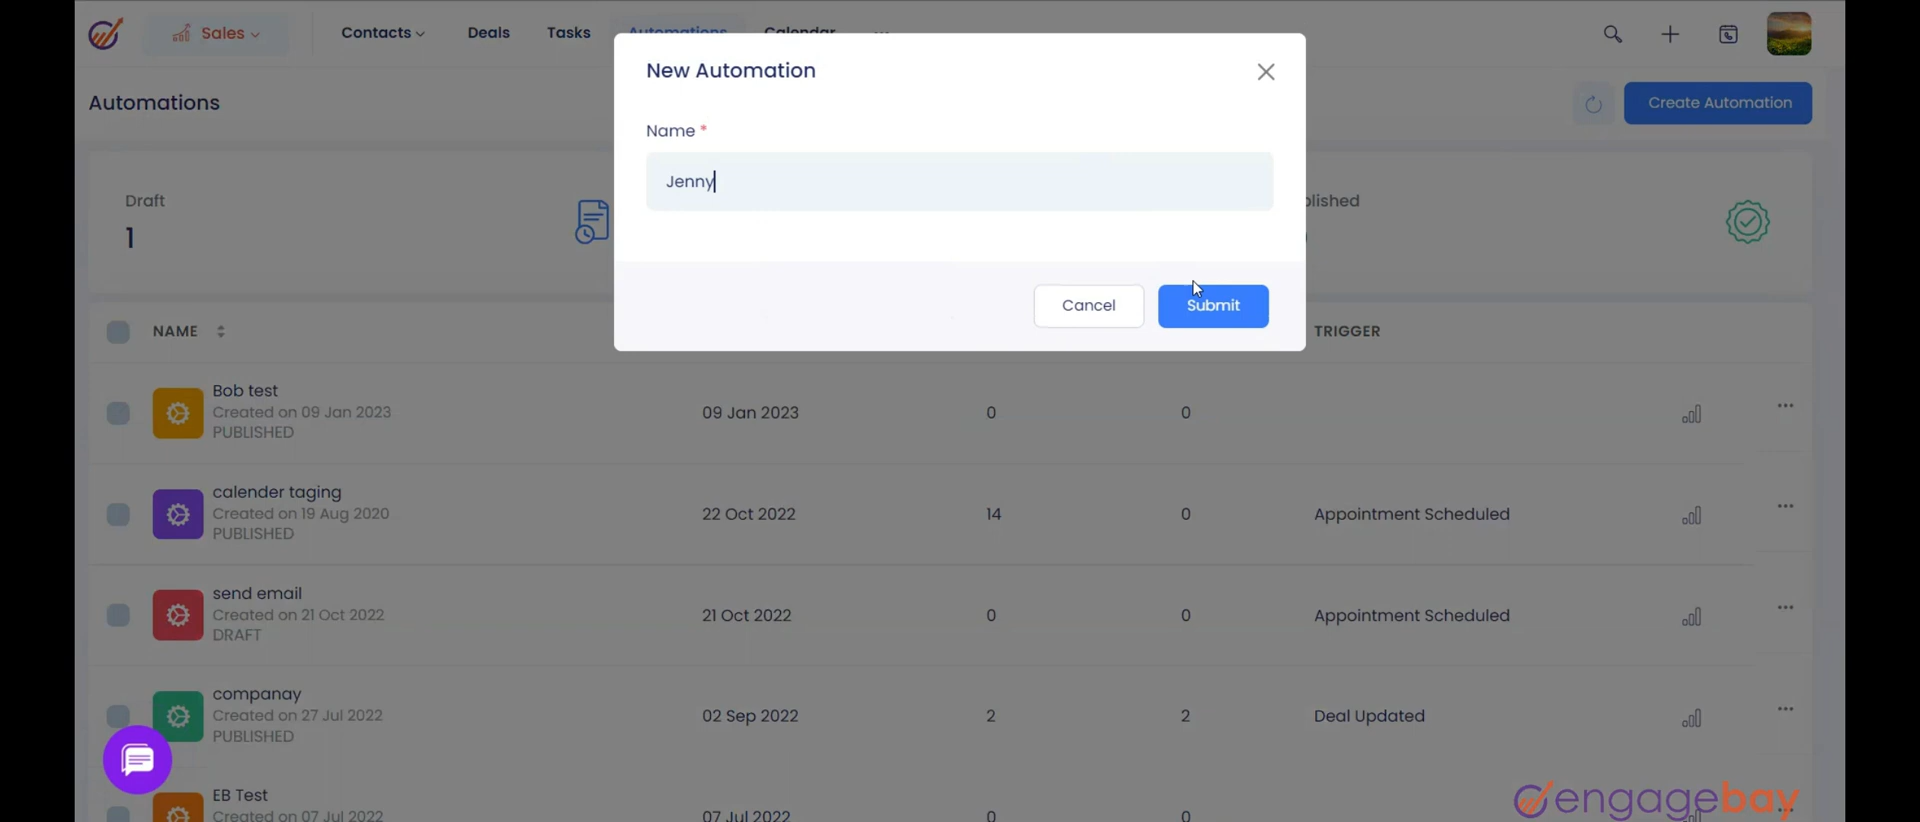 Sales
Contacts
Deals
Tasks
Automations
Calendar
...
New Automation
Automations
Create Automation
Name *
Jenny
Draft
1
Cancel
Submit
NAME
TRIGGER
Bob test
Created on 09 Jan 2023
PUBLISHED
09 Jan 2023
0
0
calender taging
Created on 19 Aug 2020
PUBLISHED
22 Oct 2022
14
0
Appointment Scheduled
send email
Created on 21 Oct 2022
DRAFT
21 Oct 2022
0
0
Appointment Scheduled
companay
Created on 27 Jul 2022
PUBLISHED
02 Sep 2022
2
2
Deal Updated
EB Test
Created on 07 Jul 2022
07 Jul 2022
0
0
engagebay